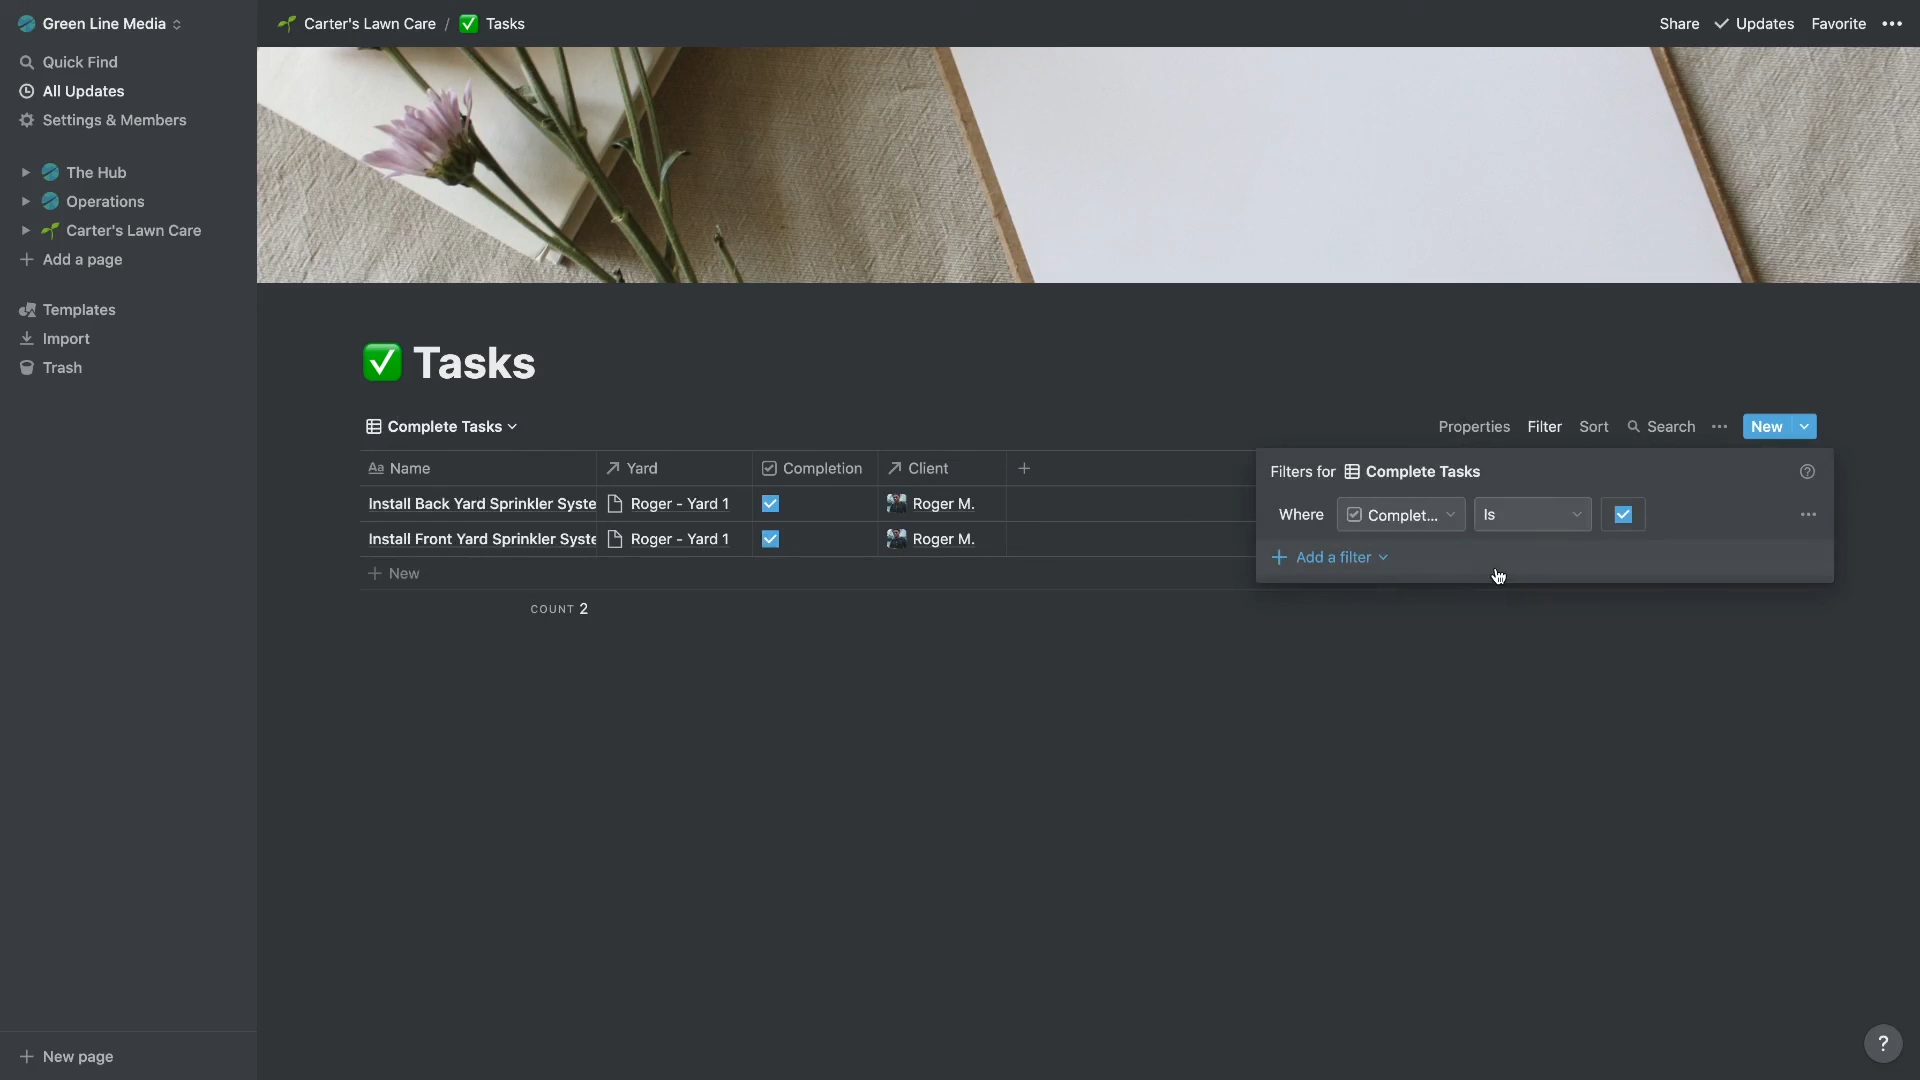 Green Line Media
Carter's Lawn Care / Tasks
Share Updates Favorite
Quick Find
All Updates
Settings & Members
The Hub
Operations
Carter's Lawn Care
Add a page
Templates
Import
Trash
Tasks
Complete Tasks
Properties Filter Sort Search New
Aa Name Yard Completion Client
Install Back Yard Sprinkler Syste Roger - Yard 1 Roger M.
Install Front Yard Sprinkler Syste Roger - Yard 1 Roger M.
New
COUNT 2
Filters for Complete Tasks
Where Complet... Is
Add a filter
New page
?